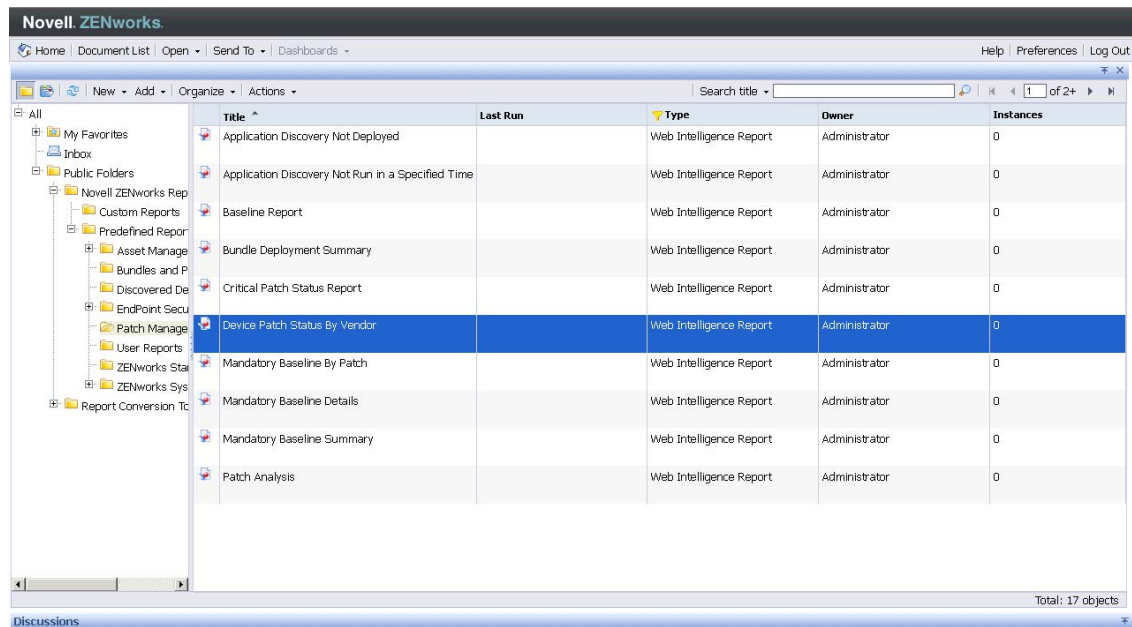 Novell ZENworks.
Home Document List Open Send To Dashboards Help Preferences Log Out
New Add Organize Actions Search title 1 of 2+
All
My Favorites
Inbox
Public Folders
Novell ZENworks Rep
Custom Reports
Predefined Repor
Asset Manage
Bundles and P
Discovered De
EndPoint Secu
Patch Manage
User Reports
ZENworks Sta
ZENworks Sys
Report Conversion To
Title Last Run Type Owner Instances
Application Discovery Not Deployed Web Intelligence Report Administrator 0
Application Discovery Not Run in a Specified Time Web Intelligence Report Administrator 0
Baseline Report Web Intelligence Report Administrator 0
Bundle Deployment Summary Web Intelligence Report Administrator 0
Critical Patch Status Report Web Intelligence Report Administrator 0
Device Patch Status By Vendor Web Intelligence Report Administrator 0
Mandatory Baseline By Patch Web Intelligence Report Administrator 0
Mandatory Baseline Details Web Intelligence Report Administrator 0
Mandatory Baseline Summary Web Intelligence Report Administrator 0
Patch Analysis Web Intelligence Report Administrator 0
Total: 17 objects
Discussions